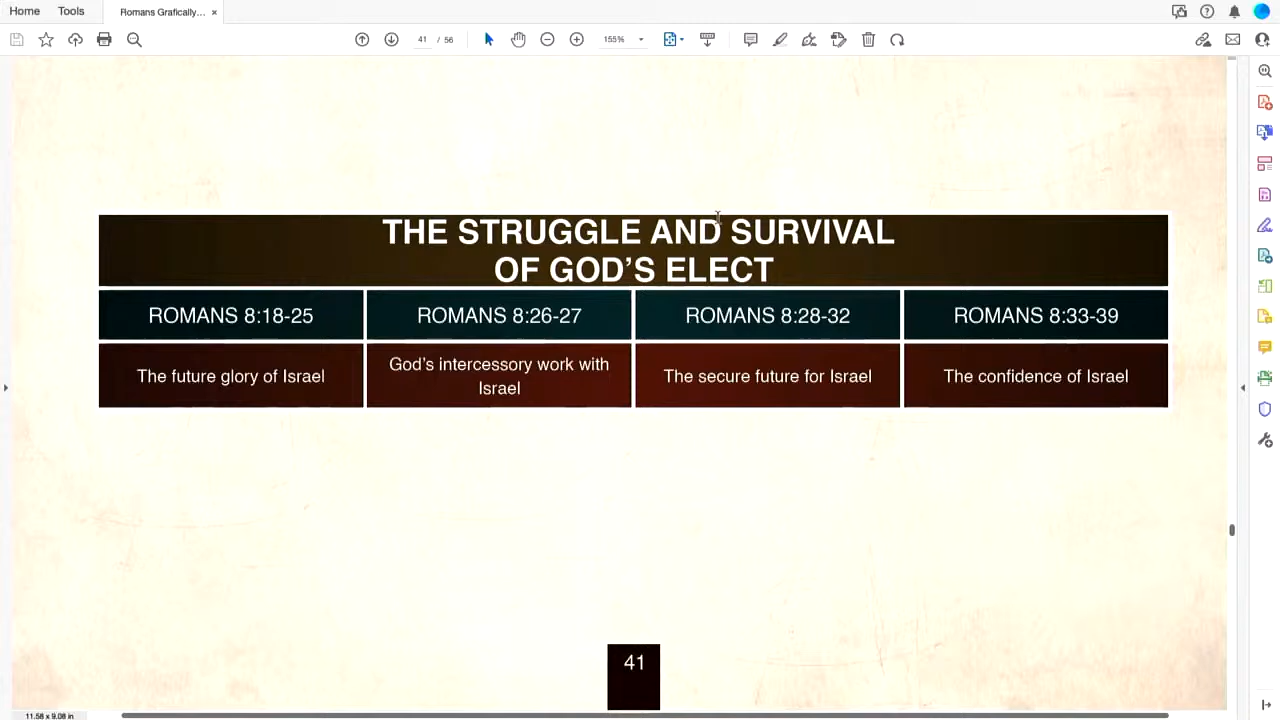 Home
Tools
Romans Grafically... ×
41 / 56
155%
THE STRUGGLE AND SURVIVAL
OF GOD'S ELECT
ROMANS 8:18-25
ROMANS 8:26-27
ROMANS 8:28-32
ROMANS 8:33-39
The future glory of Israel
God's intercessory work with
Israel
The secure future for Israel
The confidence of Israel
41
11.58 x 9.08 in